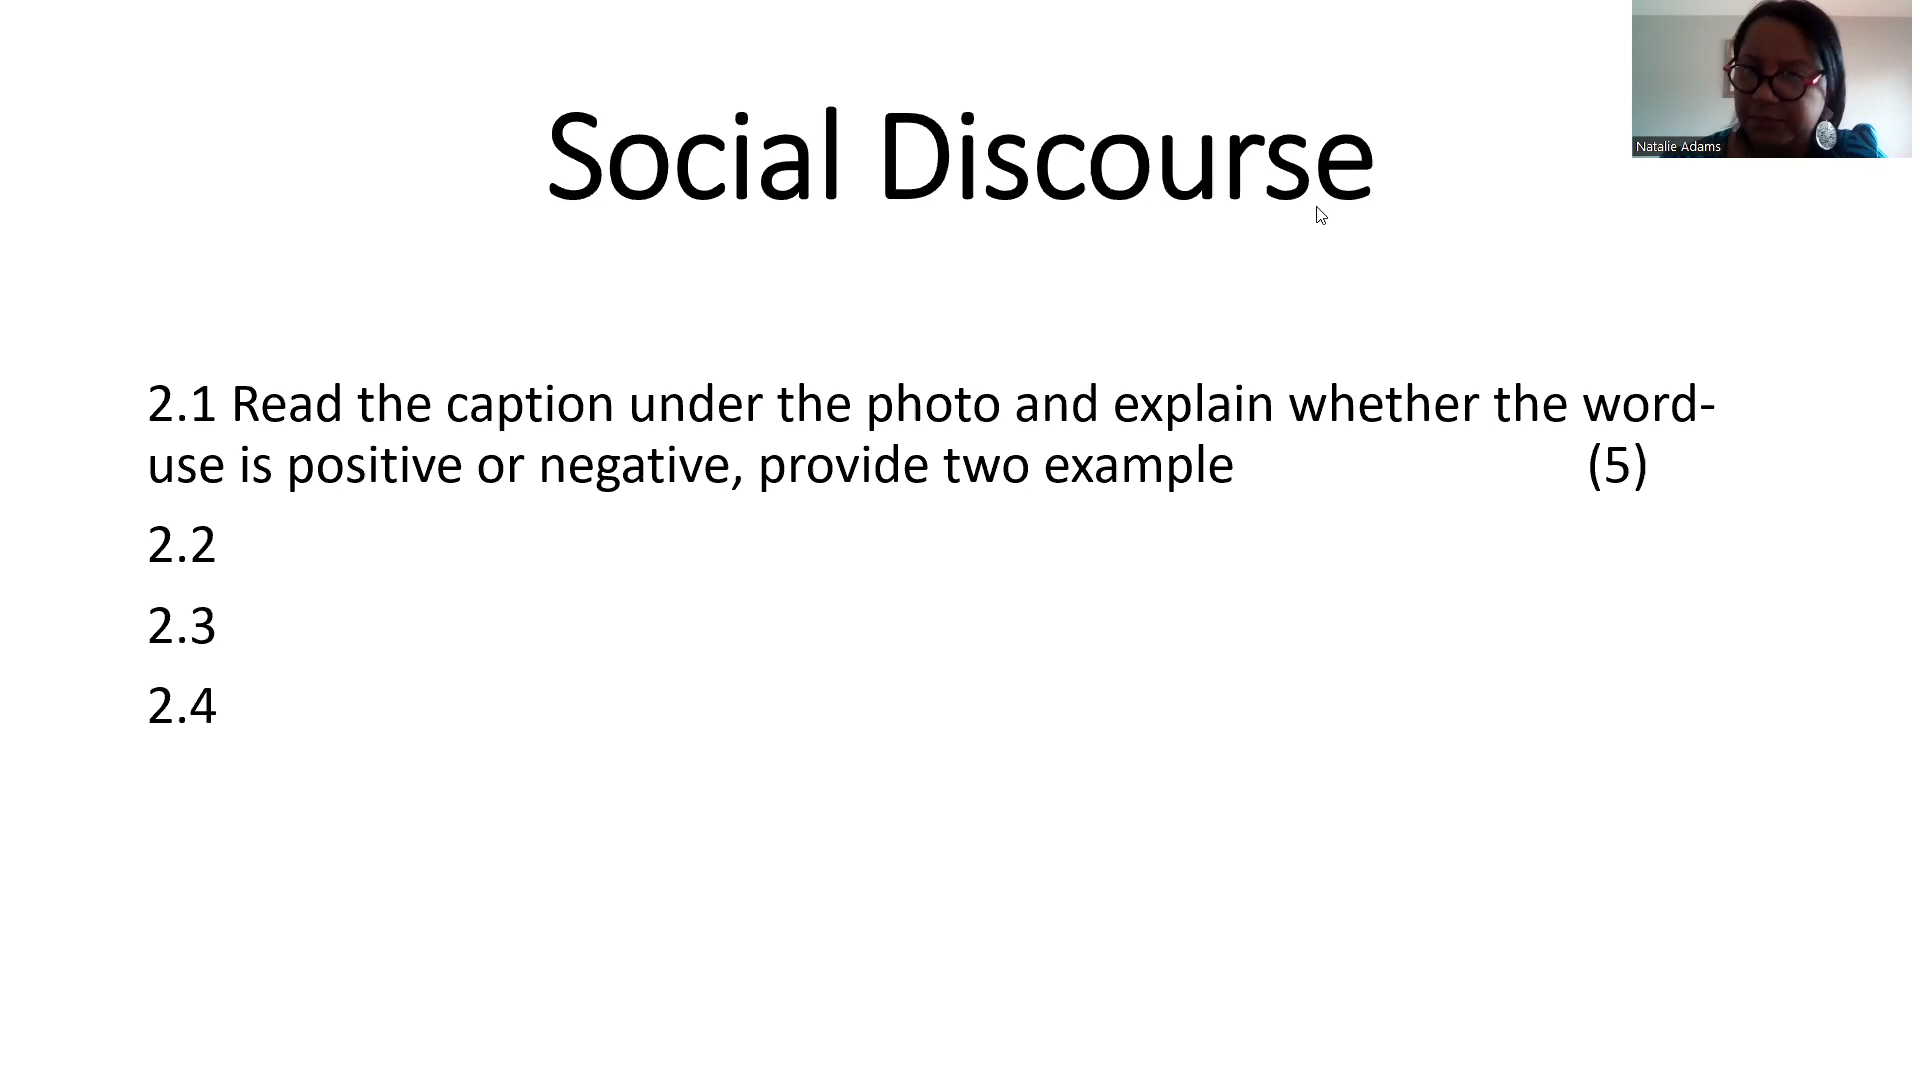 Social Discourse
Natalie Adams
2.1 Read the caption under the photo and explain whether the word-
use is positive or negative, provide two example (5)
2.2
2.3
2.4